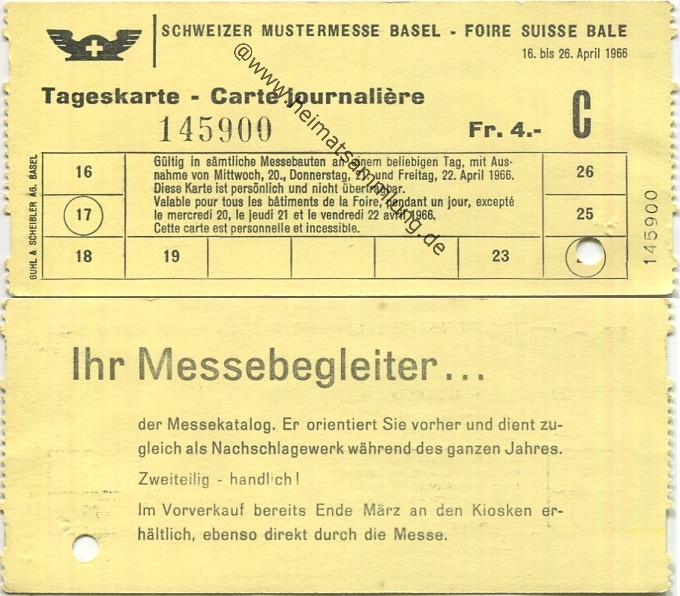 SCHWEIZER MUSTERMESSE BASEL - FOIRE SUISSE BALE
16. bis 26. April 1966
Tageskarte - Carte journalière
145900
Fr. 4.-
C
GUHL & SCHEIBLER AG. BASEL
16
17
18
19
Gültig in sämtliche Messebauten an einem beliebigen Tag, mit Aus-
nahme von Mittwoch, 20., Donnerstag, 21. und Freitag, 22. April 1966.
Diese Karte ist persönlich und nicht übertragbar.
Valable pour tous les bâtiments de la Foire, pendant un jour, excepté
le mercredi 20, le jeudi 21 et le vendredi 22 avril 1966.
Cette carte est personnelle et incessible.
23
26
25
145900
@www.heimatsammlung.de
Ihr Messebegleiter...
der Messekatalog. Er orientiert Sie vorher und dient zu-
gleich als Nachschlagewerk während des ganzen Jahres.
Zweiteilig - handlich!
Im Vorverkauf bereits Ende März an den Kiosken er-
hältlich, ebenso direkt durch die Messe.